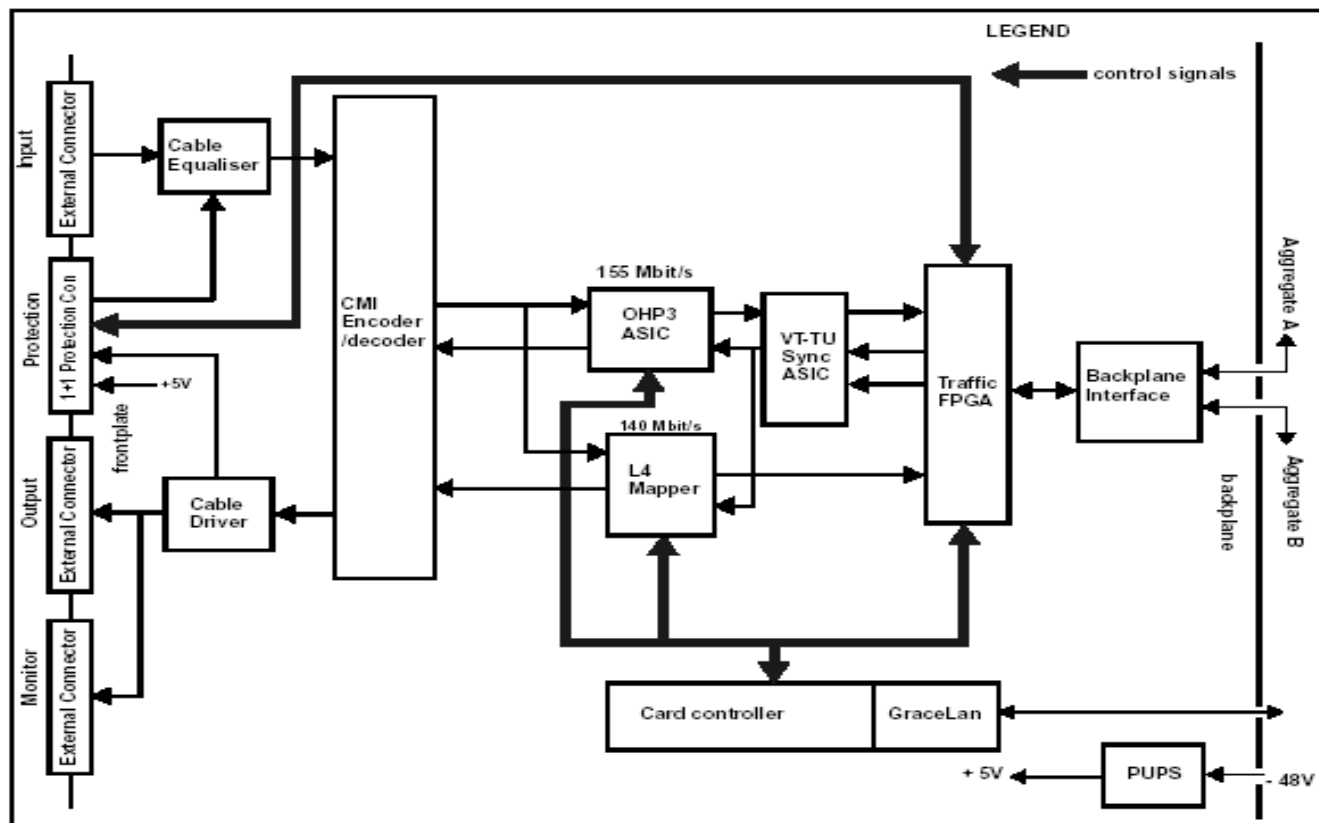 LEGEND
control signals
Input
External Connector
Cable
Equaliser
Protection
1+1 Protection Con
+5V
frontplate
CMI
Encoder
/decoder
155 Mbit/s
OHP3
ASIC
VT-TU
Sync
ASIC
Traffic
FPGA
Backplane
Interface
Aggregate A
Aggregate B
backplane
140 Mbit/s
L4
Mapper
Output
External Connector
Cable
Driver
Monitor
External Connector
Card controller
GraceLan
+ 5V
PUPS
- 48V